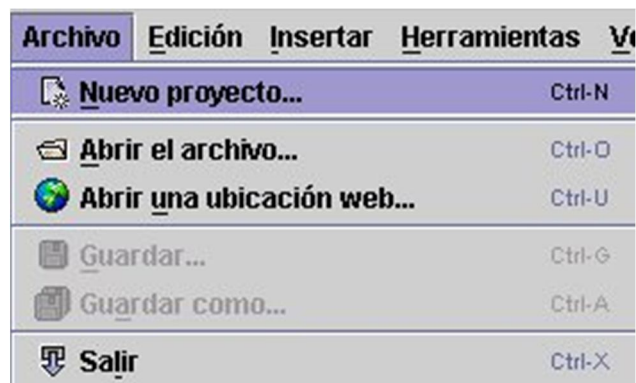 Archivo Edición Insertar Herramientas
Nuevo proyecto... Ctrl-N
Abrir el archivo... Ctrl-O
Abrir una ubicación web... Ctrl-U
Guardar... Ctrl-G
Guardar como... Ctrl-A
Salir Ctrl-X